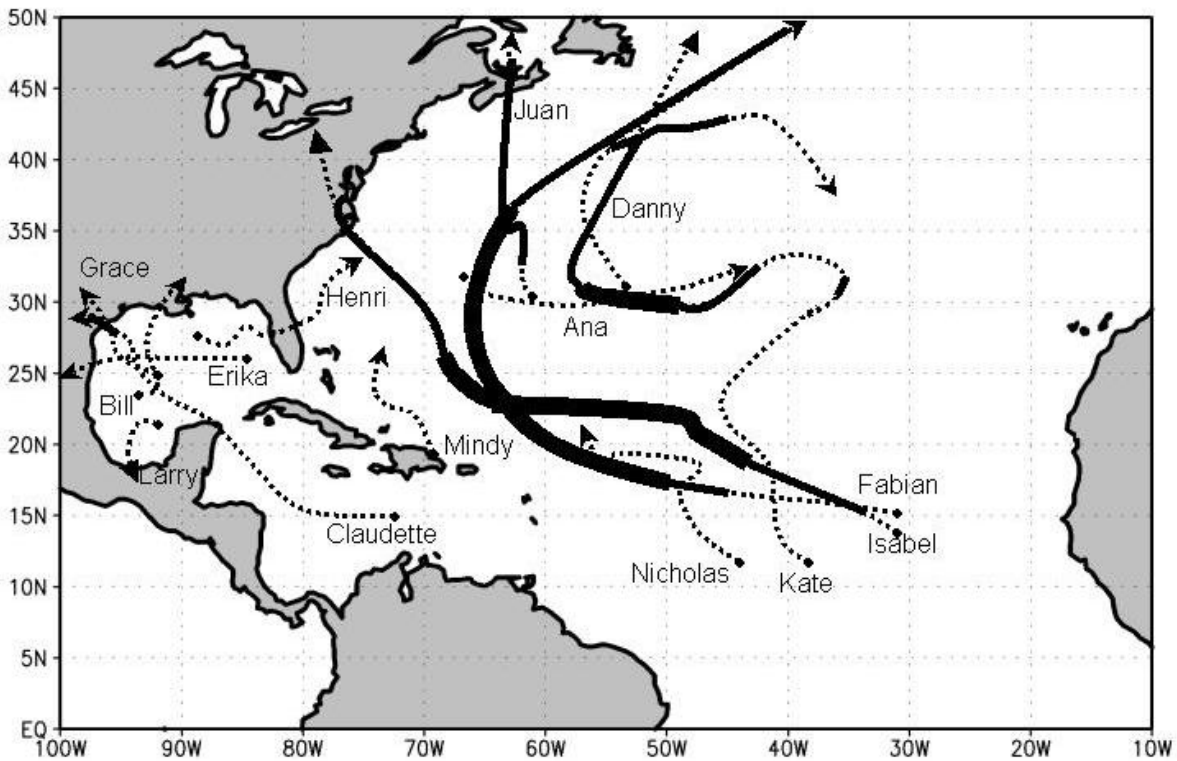 50N
45N
Juan
40N
Danny
35N
Grace
Henri
30N
Ana
25N
Erika
Bill
20N
Mindy
Larry
Fabian
15N
Claudette
Isabel
Nicholas
Kate
10N
5N
EQ
100W 90W 80W 70W 60W 50W 40W 30W 20W 10W